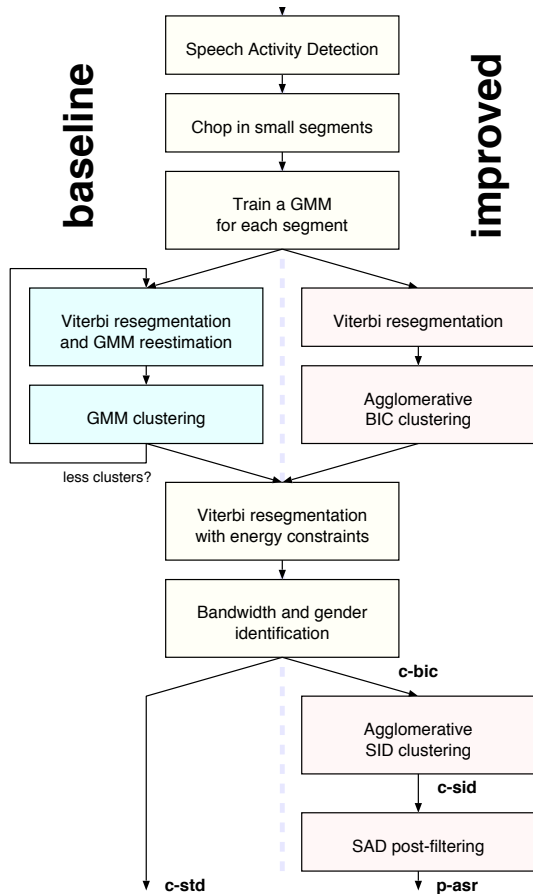 baseline
improved
Speech Activity Detection
Chop in small segments
Train a GMM
for each segment
Viterbi resegmentation
and GMM reestimation
Viterbi resegmentation
GMM clustering
Agglomerative
BIC clustering
less clusters?
Viterbi resegmentation
with energy constraints
Bandwidth and gender
identification
c-bic
Agglomerative
SID clustering
c-sid
SAD post-filtering
c-std
p-asr